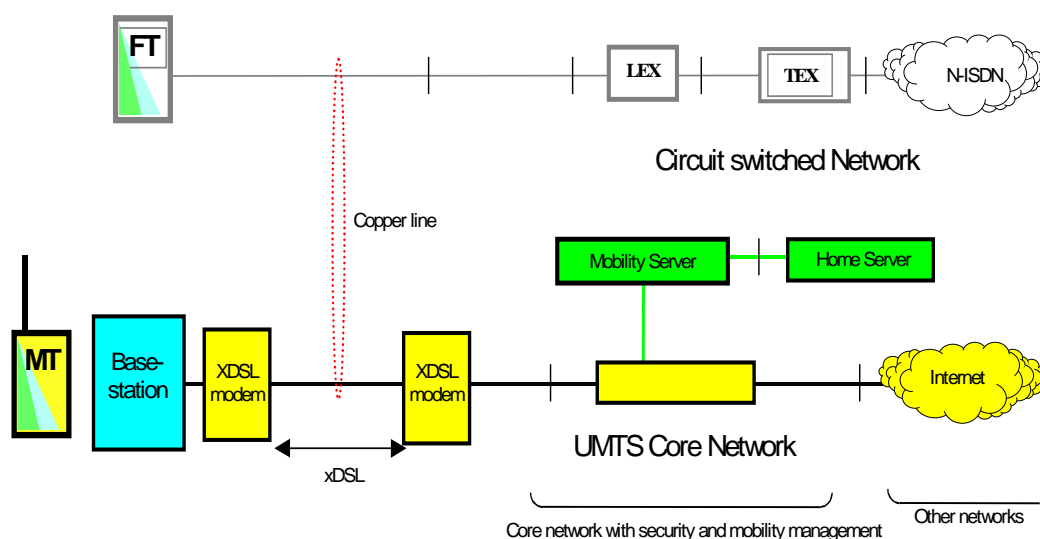 FT
LEX
TEX
N-ISDN
Circuit switched Network
Copper line
Mobility Server
Home Server
MT
Base-
station
XDSL
modem
XDSL
modem
Internet
UMTS Core Network
xDSL
Core network with security and mobility management
Other networks